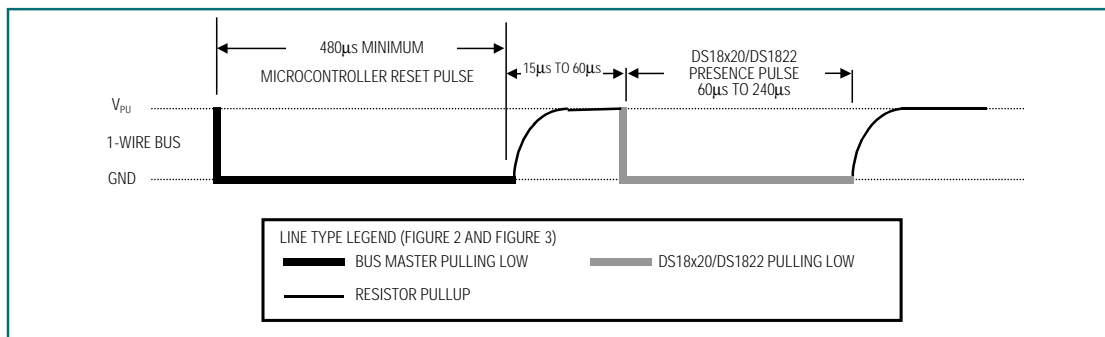 480µs MINIMUM
MICROCONTROLLER RESET PULSE
15µs TO 60µs
DS18x20/DS1822
PRESENCE PULSE
60µs TO 240µs
VPU
1-WIRE BUS
GND
LINE TYPE LEGEND (FIGURE 2 AND FIGURE 3)
BUS MASTER PULLING LOW
DS18x20/DS1822 PULLING LOW
RESISTOR PULLUP